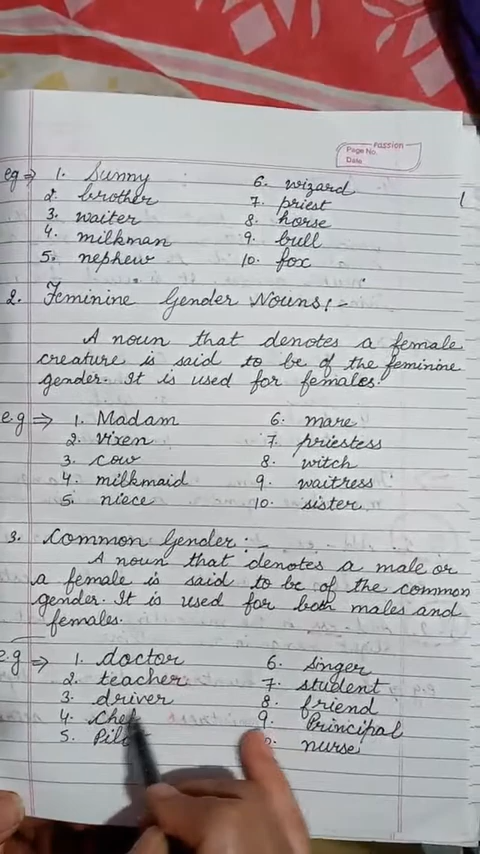 Passion
Page No.
Date
eg ⇒ 1. Sunny 6. wizard
2. brother 7. priest
3. waiter 8. horse
4. milkman 9. bull
5. nephew 10. fox
2. Feminine Gender Nouns:-
A noun that denotes a female
creature is said to be of the feminine
gender. It is used for females.
e.g ⇒ 1. Madam 6. mare
2. vixen 7. priestess
3. cow 8. witch
4. milkmaid 9. waitress
5. niece 10. sister
3. Common Gender:-
A noun that denotes a male or
a female is said to be of the common
gender. It is used for both males and
females.
e.g ⇒ 1. doctor 6. singer
2. teacher 7. student
3. driver 8. friend
4. Chef 9. Principal
5. nurse